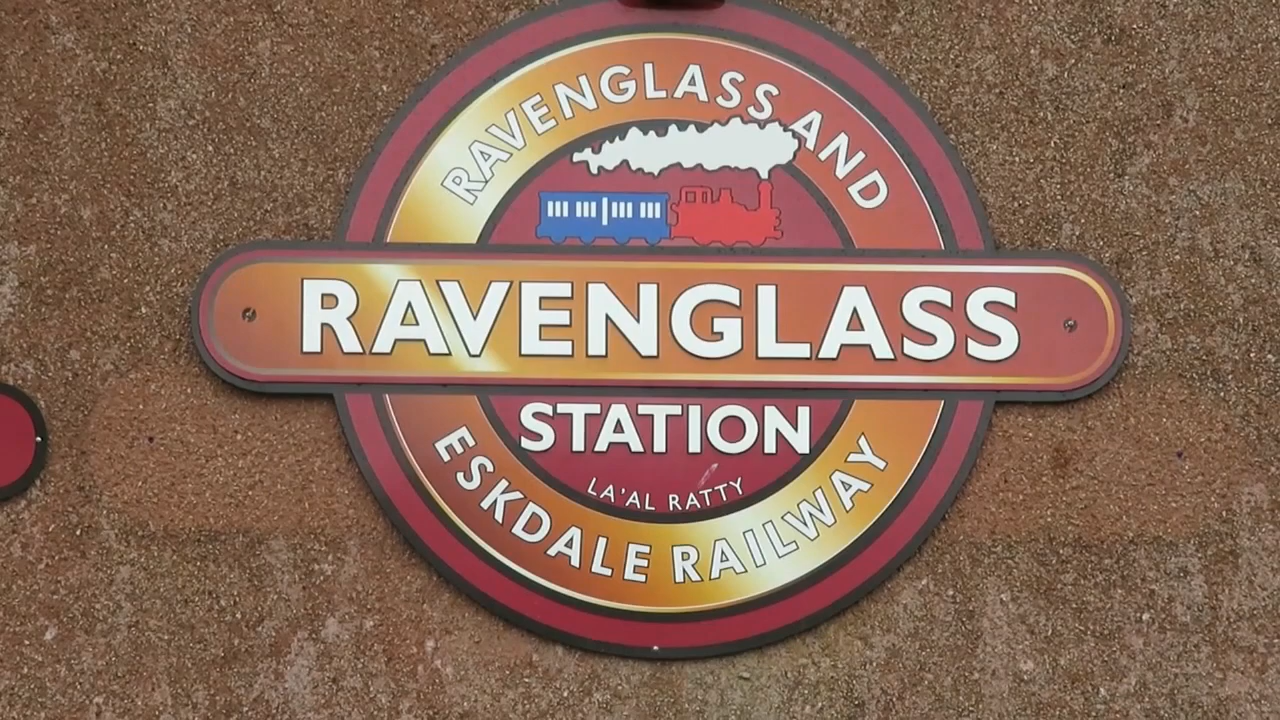 RAVENGLASS AND
RAVENGLASS
STATION
LA'AL RATTY
ESKDALE RAILWAY